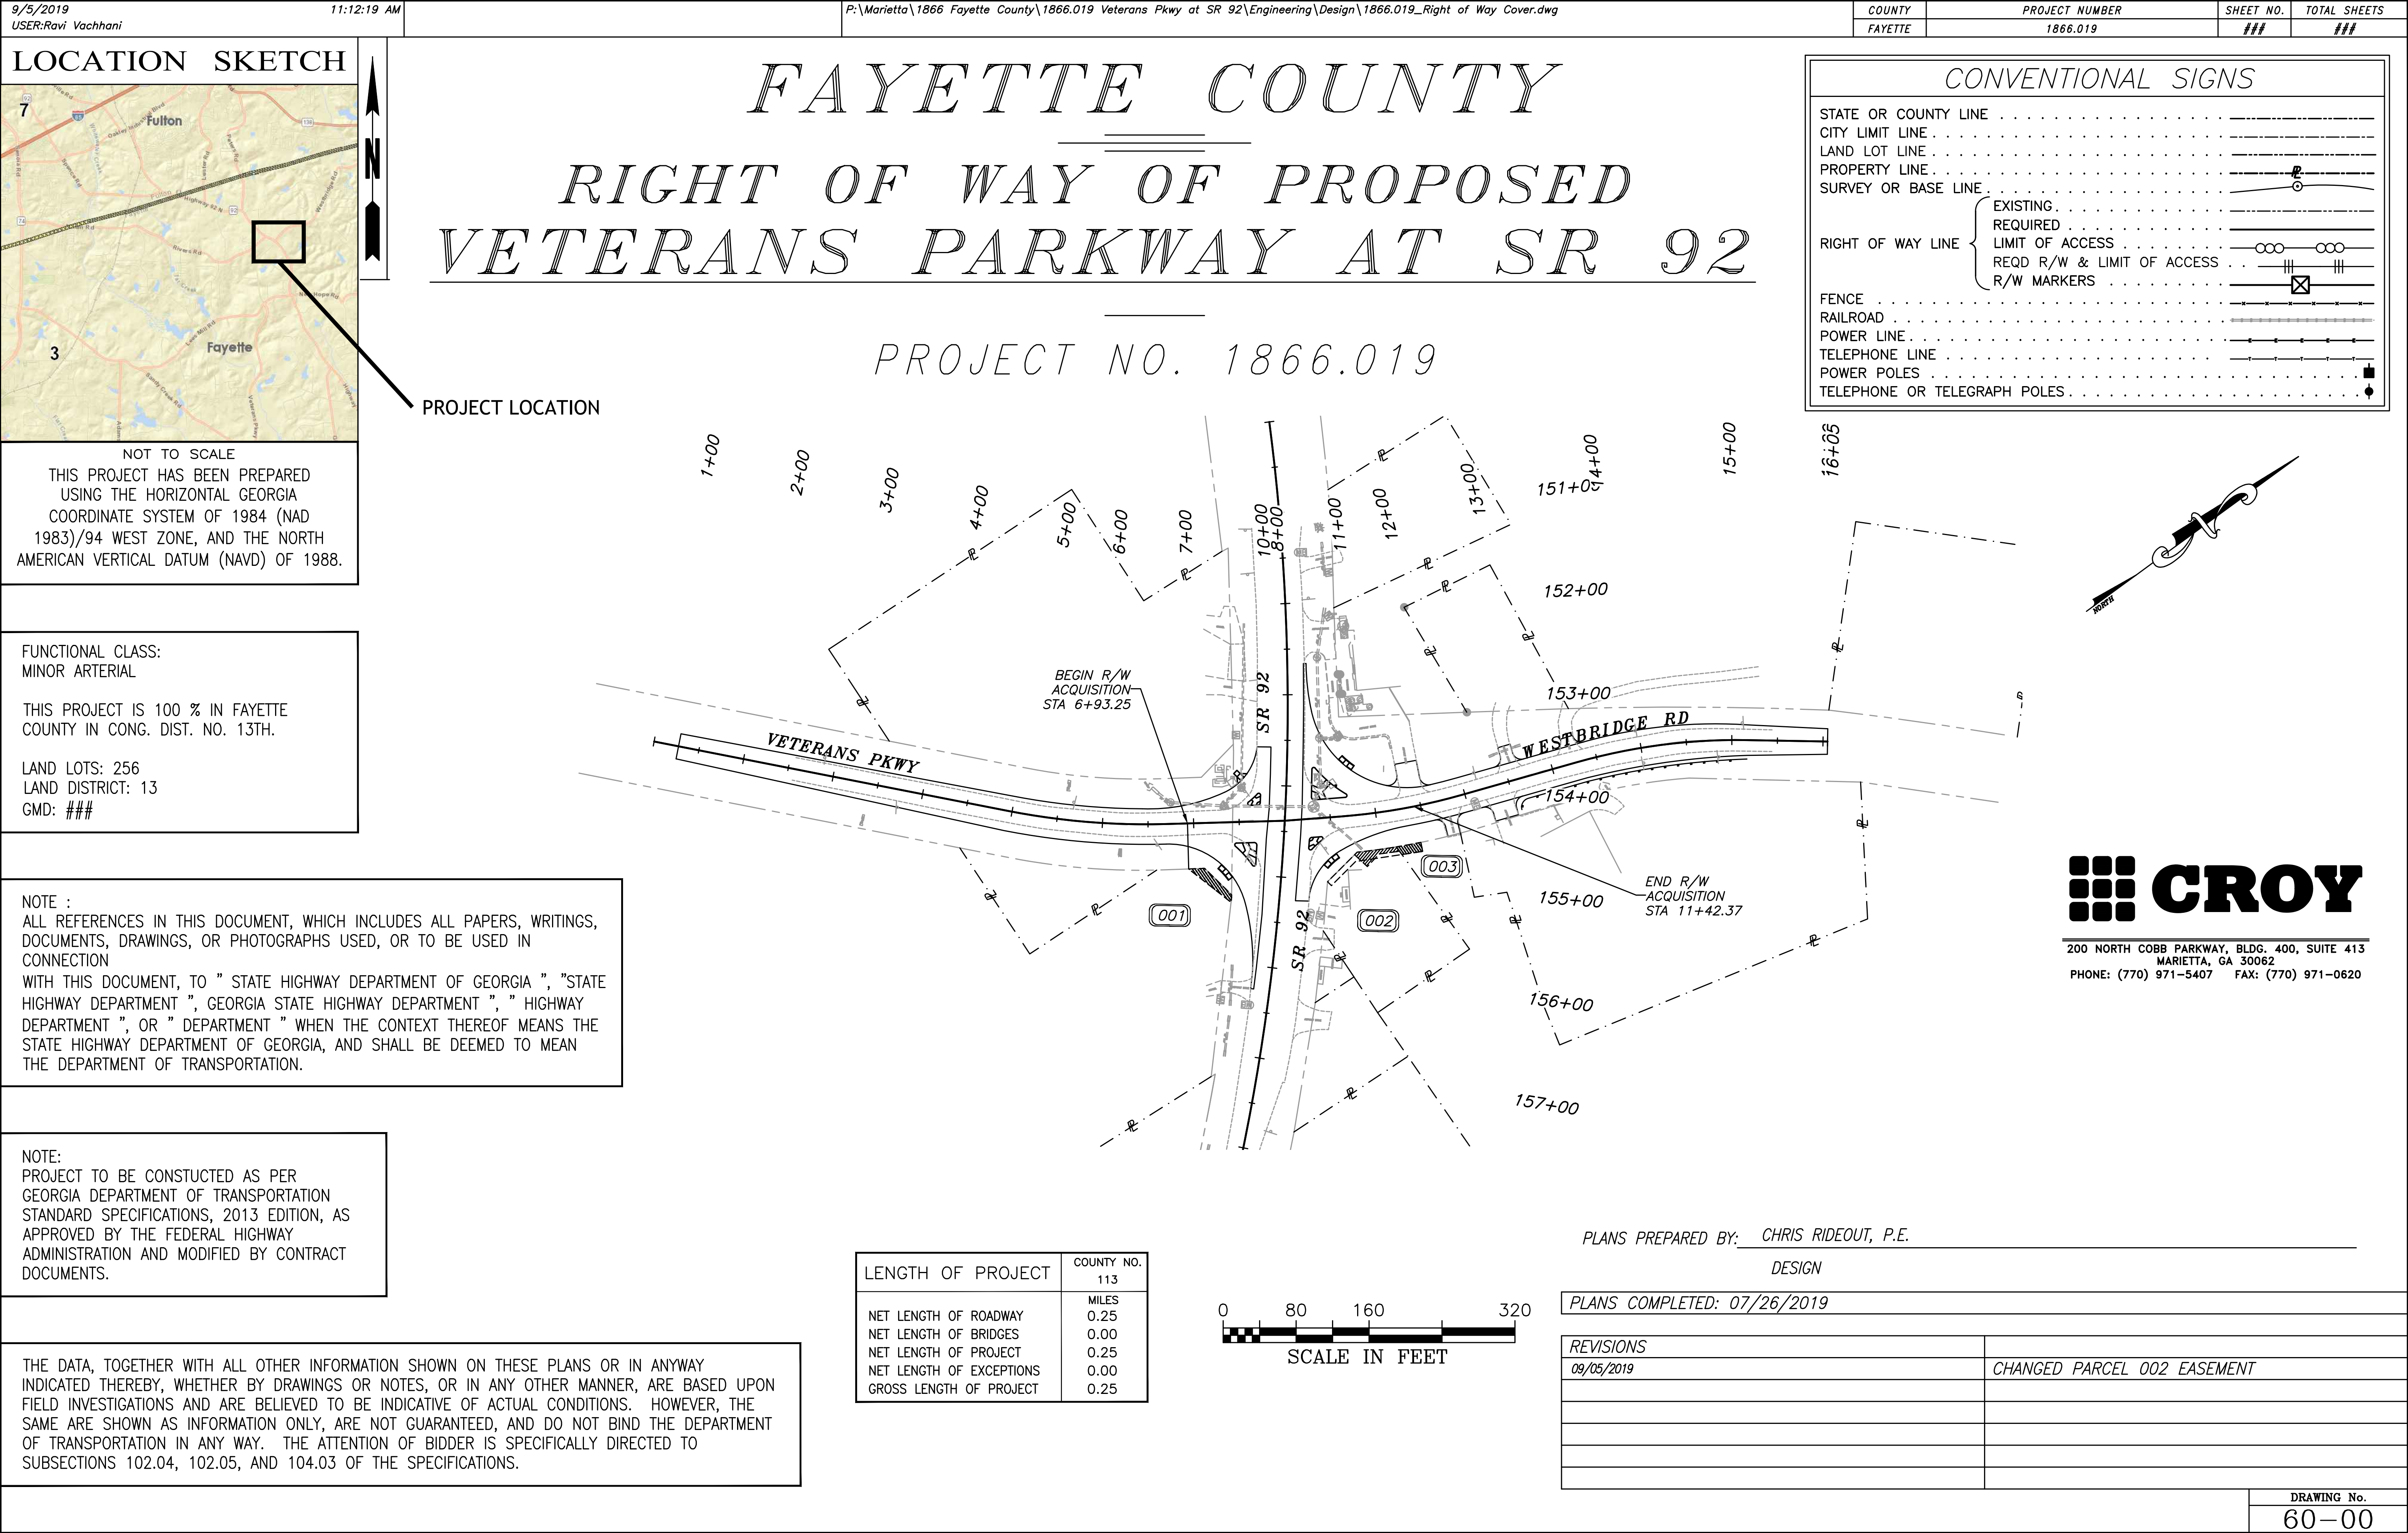 9/5/2019 11:12:19 AM
USER:Ravi Vachhani
P:\Marietta\1866 Fayette County\1866.019 Veterans Pkwy at SR 92\Engineering\Design\1866.019_Right of Way Cover.dwg
COUNTY PROJECT NUMBER SHEET NO. TOTAL SHEETS
FAYETTE 1866.019 ### ###
LOCATION SKETCH
N
7
Fulton
Fayette
3
PROJECT LOCATION
NOT TO SCALE
THIS PROJECT HAS BEEN PREPARED
USING THE HORIZONTAL GEORGIA
COORDINATE SYSTEM OF 1984 (NAD
1983)/94 WEST ZONE, AND THE NORTH
AMERICAN VERTICAL DATUM (NAVD) OF 1988.
FAYETTE COUNTY
RIGHT OF WAY OF PROPOSED
VETERANS PARKWAY AT SR 92
PROJECT NO. 1866.019
CONVENTIONAL SIGNS
STATE OR COUNTY LINE
CITY LIMIT LINE
LAND LOT LINE
PROPERTY LINE
SURVEY OR BASE LINE
RIGHT OF WAY LINE
EXISTING
REQUIRED
LIMIT OF ACCESS
REQD R/W & LIMIT OF ACCESS
R/W MARKERS
FENCE
RAILROAD
POWER LINE
TELEPHONE LINE
POWER POLES
TELEPHONE OR TELEGRAPH POLES
FUNCTIONAL CLASS:
MINOR ARTERIAL
THIS PROJECT IS 100 % IN FAYETTE
COUNTY IN CONG. DIST. NO. 13TH.
LAND LOTS: 256
LAND DISTRICT: 13
GMD: ###
NOTE :
ALL REFERENCES IN THIS DOCUMENT, WHICH INCLUDES ALL PAPERS, WRITINGS,
DOCUMENTS, DRAWINGS, OR PHOTOGRAPHS USED, OR TO BE USED IN
CONNECTION
WITH THIS DOCUMENT, TO " STATE HIGHWAY DEPARTMENT OF GEORGIA ", "STATE
HIGHWAY DEPARTMENT ", GEORGIA STATE HIGHWAY DEPARTMENT ", " HIGHWAY
DEPARTMENT ", OR " DEPARTMENT " WHEN THE CONTEXT THEREOF MEANS THE
STATE HIGHWAY DEPARTMENT OF GEORGIA, AND SHALL BE DEEMED TO MEAN
THE DEPARTMENT OF TRANSPORTATION.
NOTE:
PROJECT TO BE CONSTUCTED AS PER
GEORGIA DEPARTMENT OF TRANSPORTATION
STANDARD SPECIFICATIONS, 2013 EDITION, AS
APPROVED BY THE FEDERAL HIGHWAY
ADMINISTRATION AND MODIFIED BY CONTRACT
DOCUMENTS.
THE DATA, TOGETHER WITH ALL OTHER INFORMATION SHOWN ON THESE PLANS OR IN ANYWAY
INDICATED THEREBY, WHETHER BY DRAWINGS OR NOTES, OR IN ANY OTHER MANNER, ARE BASED UPON
FIELD INVESTIGATIONS AND ARE BELIEVED TO BE INDICATIVE OF ACTUAL CONDITIONS. HOWEVER, THE
SAME ARE SHOWN AS INFORMATION ONLY, ARE NOT GUARANTEED, AND DO NOT BIND THE DEPARTMENT
OF TRANSPORTATION IN ANY WAY. THE ATTENTION OF BIDDER IS SPECIFICALLY DIRECTED TO
SUBSECTIONS 102.04, 102.05, AND 104.03 OF THE SPECIFICATIONS.
1+00
2+00
3+00
4+00
5+00
6+00
7+00
10+00
8+00
11+00
12+00
13+00
14+00
15+00
151+00
152+00
153+00
154+00
155+00
156+00
157+00
BEGIN R/W
ACQUISITION
STA 6+93.25
SR 92
VETERANS PKWY
WESTBRIDGE RD
SR 92
001
002
003
END R/W
ACQUISITION
STA 11+42.37
NORTH
CROY
200 NORTH COBB PARKWAY, BLDG. 400, SUITE 413
MARIETTA, GA 30062
PHONE: (770) 971-5407 FAX: (770) 971-0620
LENGTH OF PROJECT COUNTY NO.
113
MILES
NET LENGTH OF ROADWAY 0.25
NET LENGTH OF BRIDGES 0.00
NET LENGTH OF PROJECT 0.25
NET LENGTH OF EXCEPTIONS 0.00
GROSS LENGTH OF PROJECT 0.25
0 80 160 320
SCALE IN FEET
PLANS PREPARED BY: CHRIS RIDEOUT, P.E.
DESIGN
PLANS COMPLETED: 07/26/2019
REVISIONS
09/05/2019 CHANGED PARCEL 002 EASEMENT
DRAWING No.
60-00